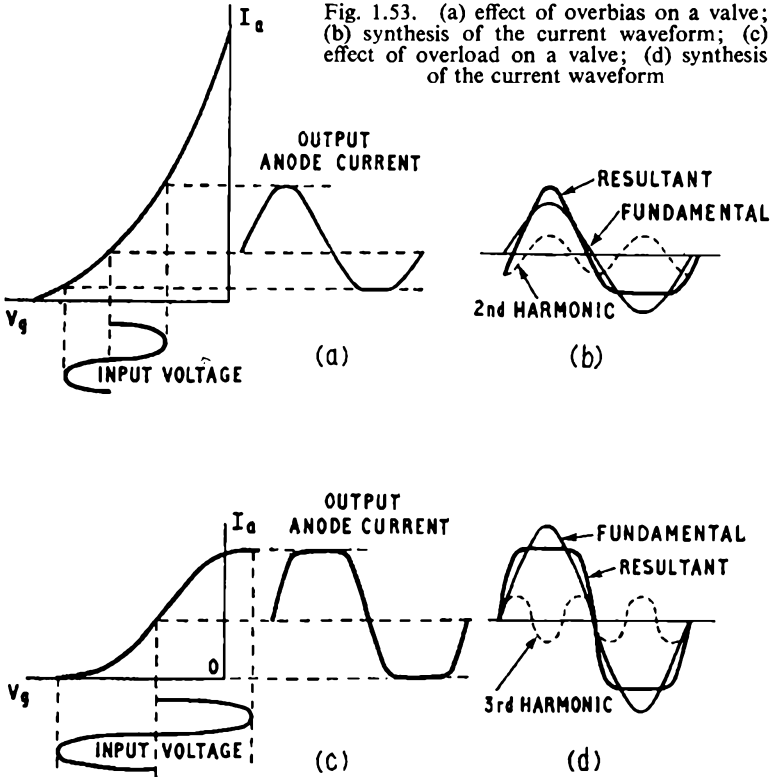 Fig. 1.53. (a) effect of overbias on a valve;
(b) synthesis of the current waveform; (c)
effect of overload on a valve; (d) synthesis
of the current waveform
Ia
OUTPUT
ANODE CURRENT
Vg
INPUT VOLTAGE
(a)
RESULTANT
FUNDAMENTAL
2nd HARMONIC
(b)
Ia
OUTPUT
ANODE CURRENT
0
Vg
INPUT VOLTAGE
(c)
FUNDAMENTAL
RESULTANT
3rd HARMONIC
(d)